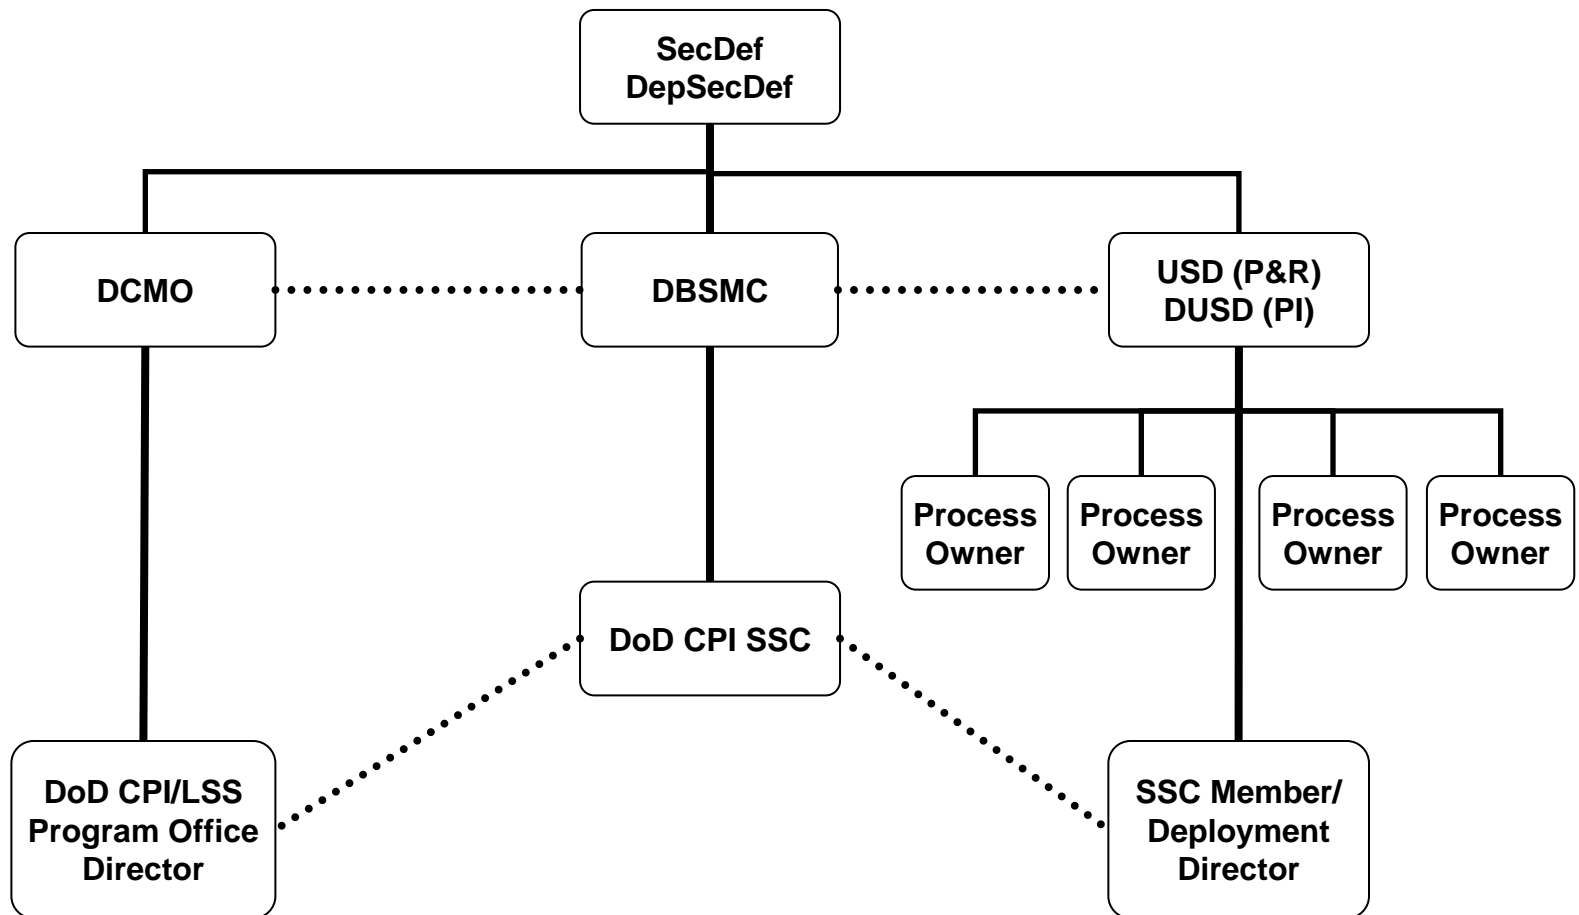 SecDef
DepSecDef
DCMO
DBSMC
USD (P&R)
DUSD (PI)
Process
Owner
Process
Owner
Process
Owner
Process
Owner
DoD CPI SSC
DoD CPI/LSS
Program Office
Director
SSC Member/
Deployment
Director